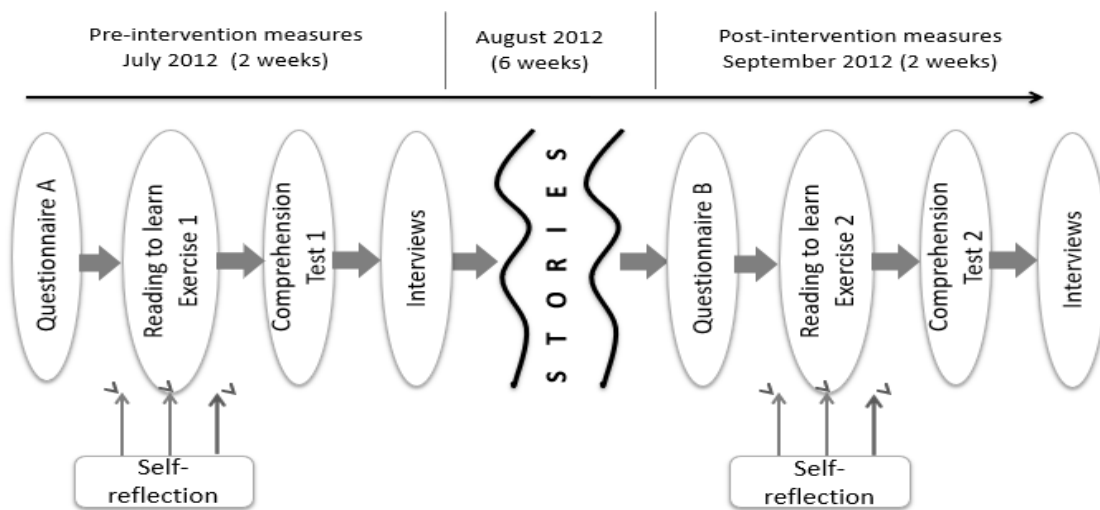 Pre-intervention measures
July 2012 (2 weeks)
August 2012
(6 weeks)
Post-intervention measures
September 2012 (2 weeks)
Questionnaire A
Reading to learn
Exercise 1
Comprehension
Test 1
Interviews
STORIES
Questionnaire B
Reading to learn
Exercise 2
Comprehension
Test 2
Interviews
Self-
reflection
Self-
reflection